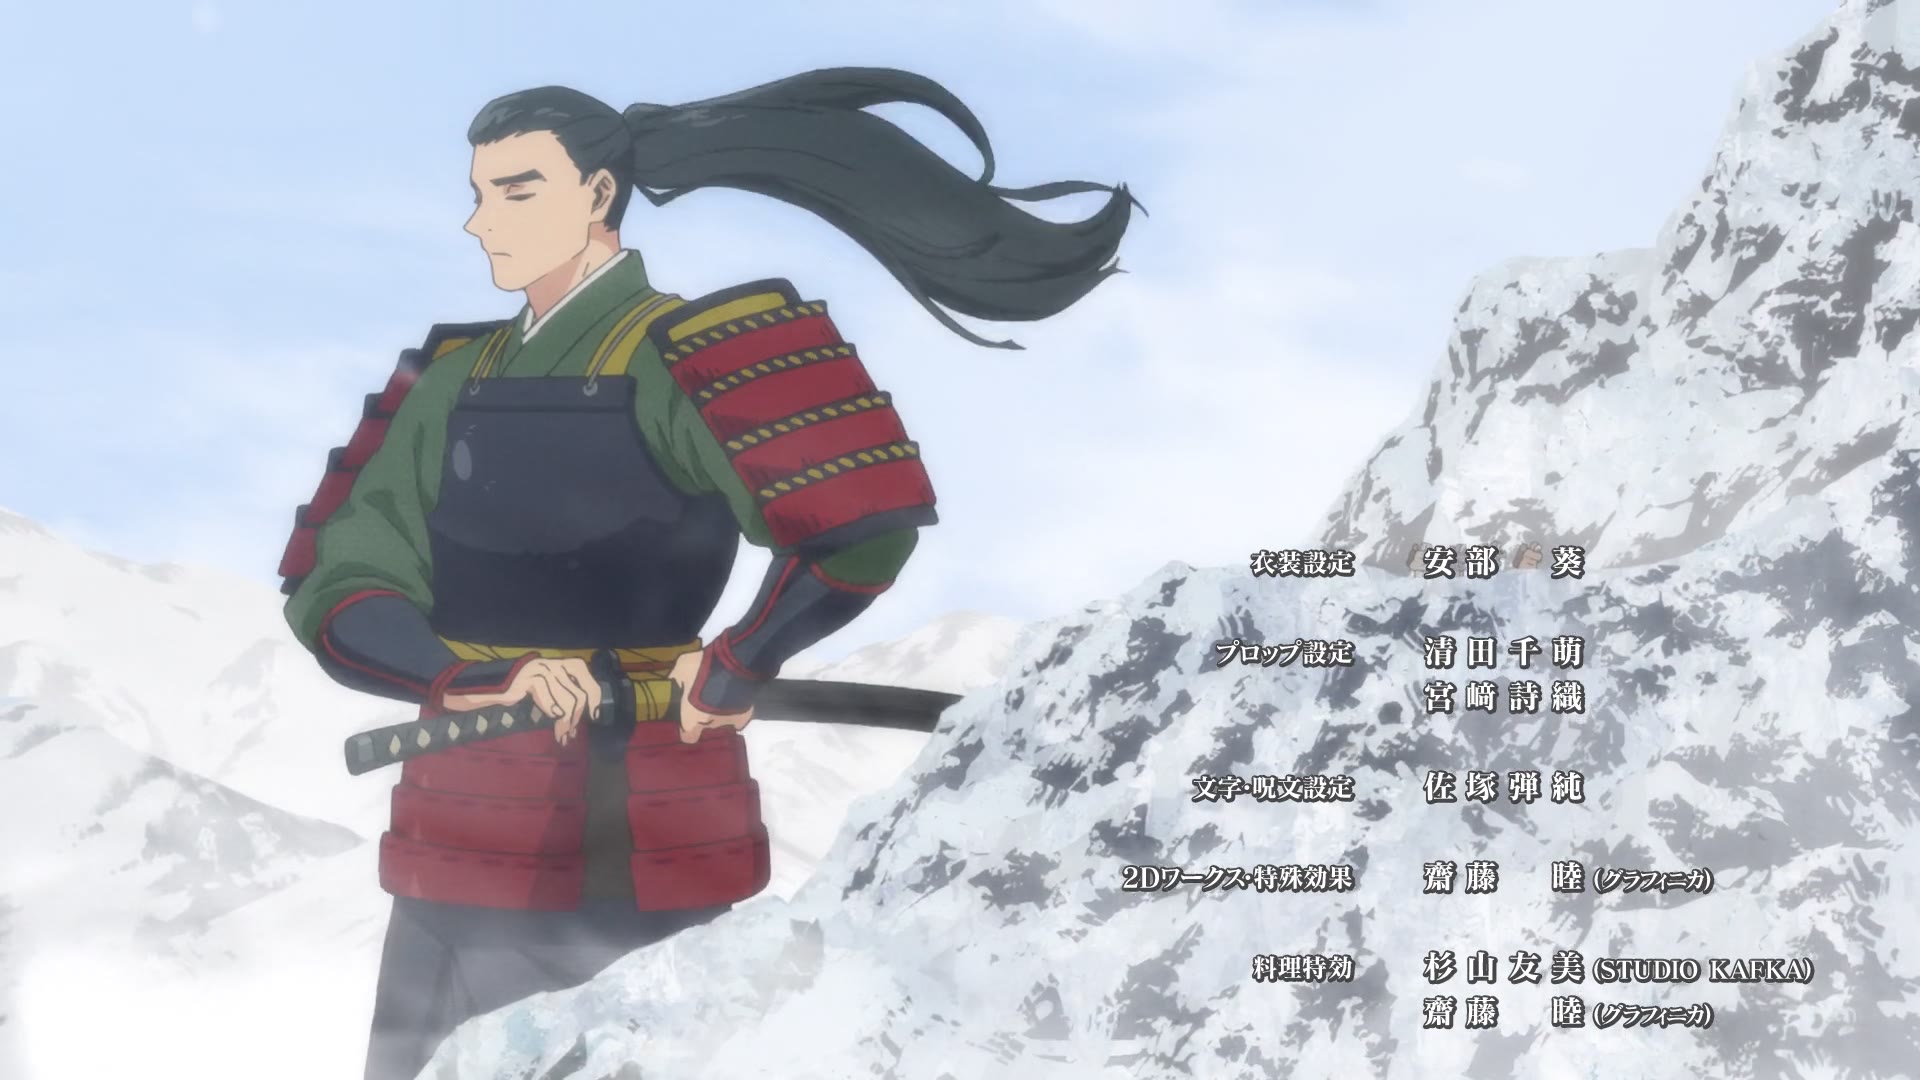 衣装設定 安部 葵
プロップ設定 清田千萌
宮﨑詩織
文字・呪文設定 佐塚弾純
2Dワークス・特殊効果 齋藤 睦(グラフィニカ)
料理特効 杉山友美(STUDIO KAFKA)
齋藤 睦(グラフィニカ)